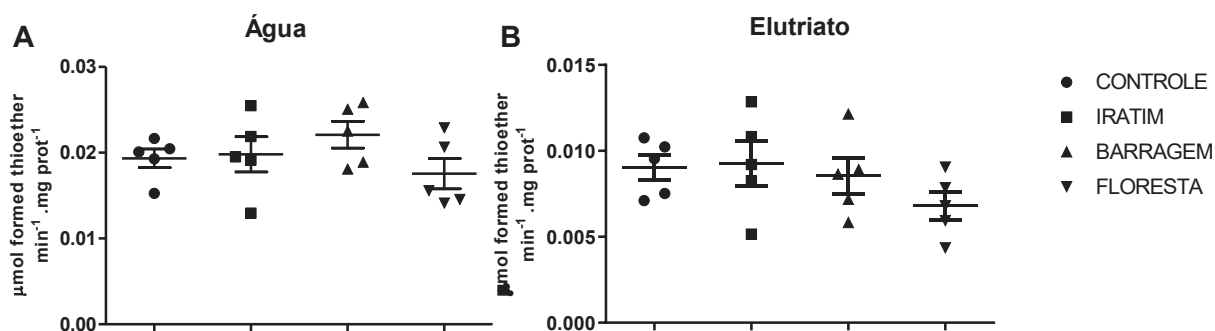 A
Água
µmol formed thioether
min⁻¹ .mg prot⁻¹
0.03
0.02
0.01
0.00
B
Elutriato
µmol formed thioether
min⁻¹ .mg prot⁻¹
0.015
0.010
0.005
0.000
CONTROLE
IRATIM
BARRAGEM
FLORESTA